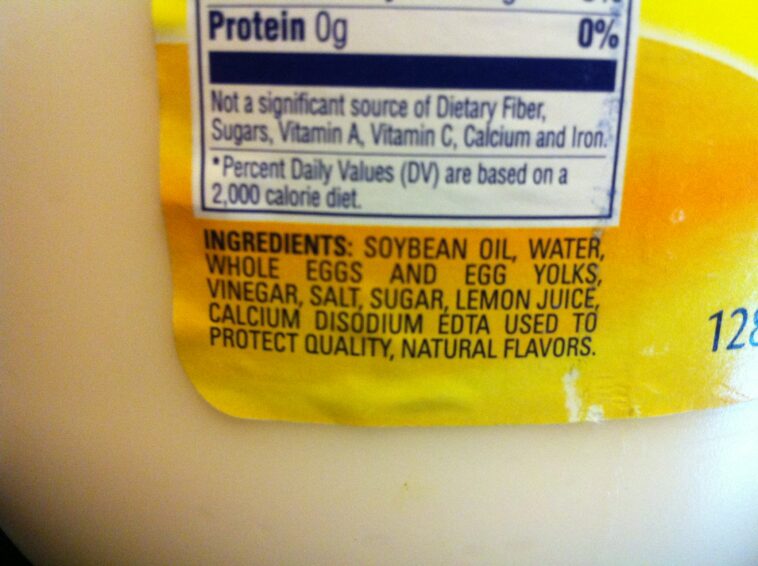 Protein 0g 0%
Not a significant source of Dietary Fiber,
Sugars, Vitamin A, Vitamin C, Calcium and Iron.
*Percent Daily Values (DV) are based on a
2,000 calorie diet.
INGREDIENTS: SOYBEAN OIL, WATER,
WHOLE EGGS AND EGG YOLKS,
VINEGAR, SALT, SUGAR, LEMON JUICE,
CALCIUM DISODIUM EDTA USED TO
PROTECT QUALITY, NATURAL FLAVORS.
128